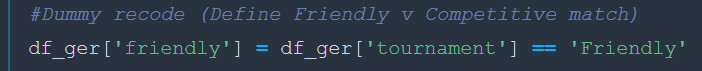 #Dummy recode (Define Friendly v Competitive match)
df_ger['friendly'] = df_ger['tournament'] == 'Friendly'